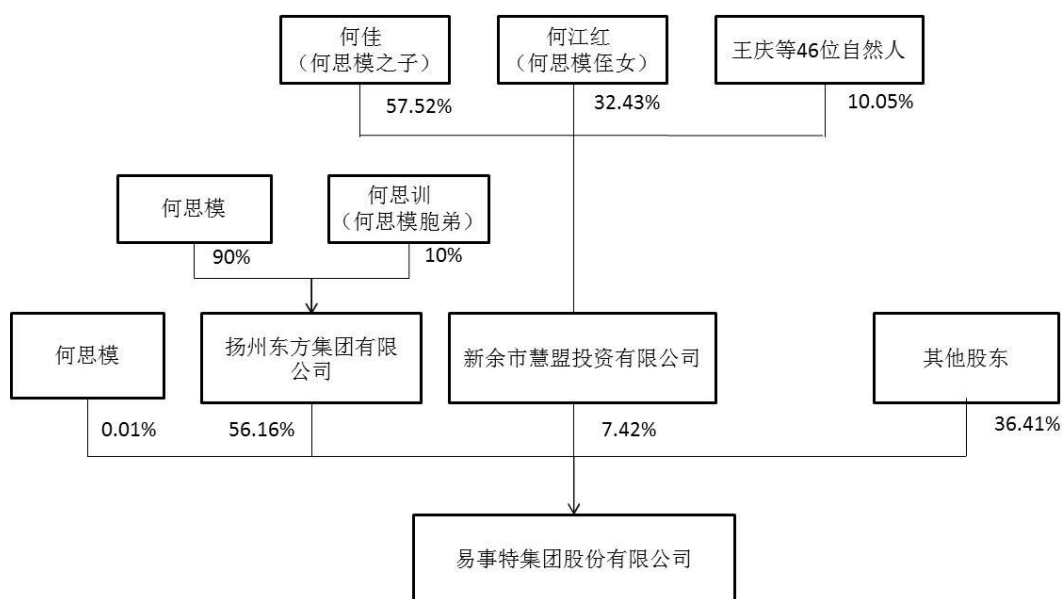 何佳
（何思模之子）
何江红
（何思模侄女）
王庆等46位自然人
57.52%
32.43%
10.05%
何思模
何思训
（何思模胞弟）
90%
10%
何思模
扬州东方集团有限
公司
新余市慧盟投资有限公司
其他股东
0.01%
56.16%
7.42%
36.41%
易事特集团股份有限公司